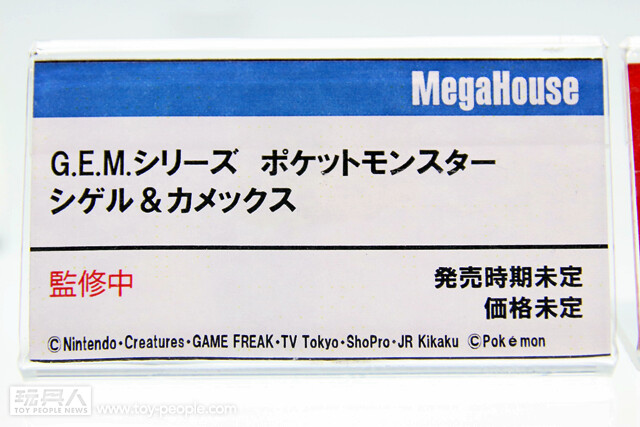 MegaHouse
G.E.M.シリーズ ポケットモンスター
シゲル＆カメックス
監修中
発売時期未定
価格未定
©Nintendo・Creatures・GAME FREAK・TV Tokyo・ShoPro・JR Kikaku ©Pokémon
玩具人
TOY PEOPLE NEWS
www.toy-people.com